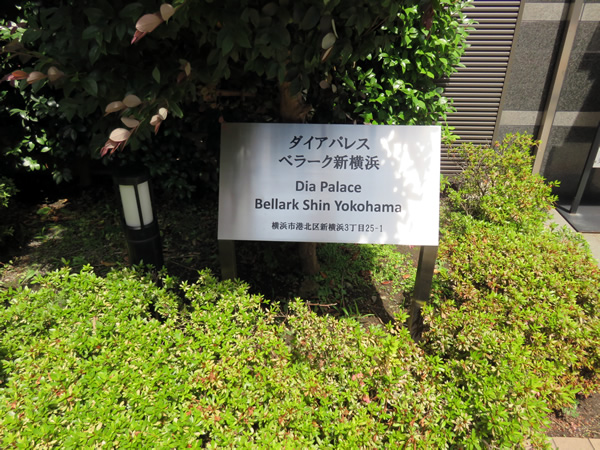 ダイアパレス
ベラーク新横浜
Dia Palace
Bellark Shin Yokohama
横浜市港北区新横浜3丁目25-1